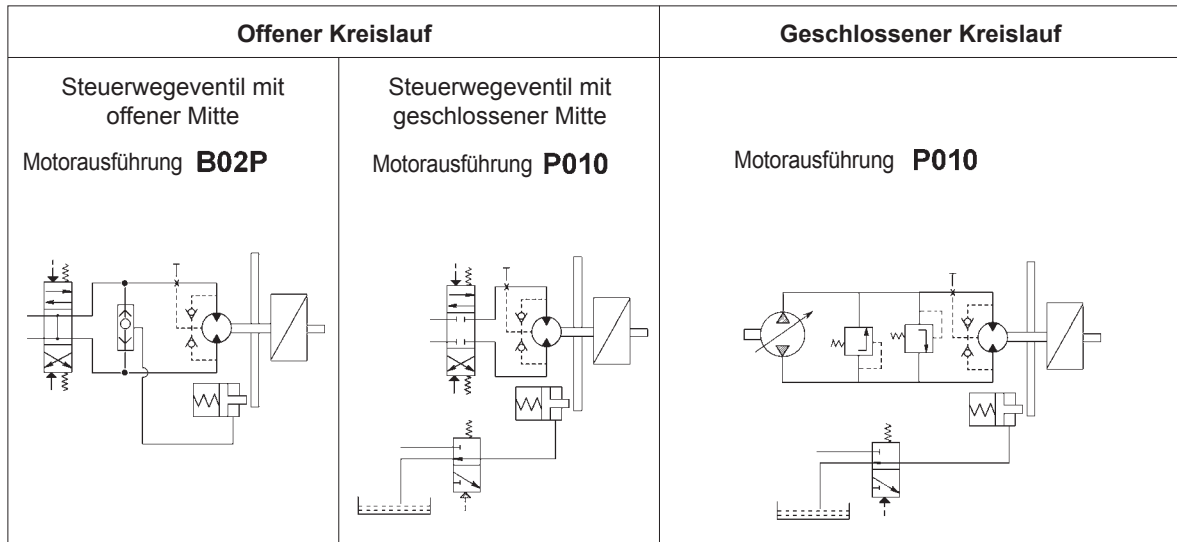 Offener Kreislauf
Geschlossener Kreislauf
Steuerwegeventil mit
offener Mitte
Motorausführung B02P
Steuerwegeventil mit
geschlossener Mitte
Motorausführung P010
Motorausführung P010